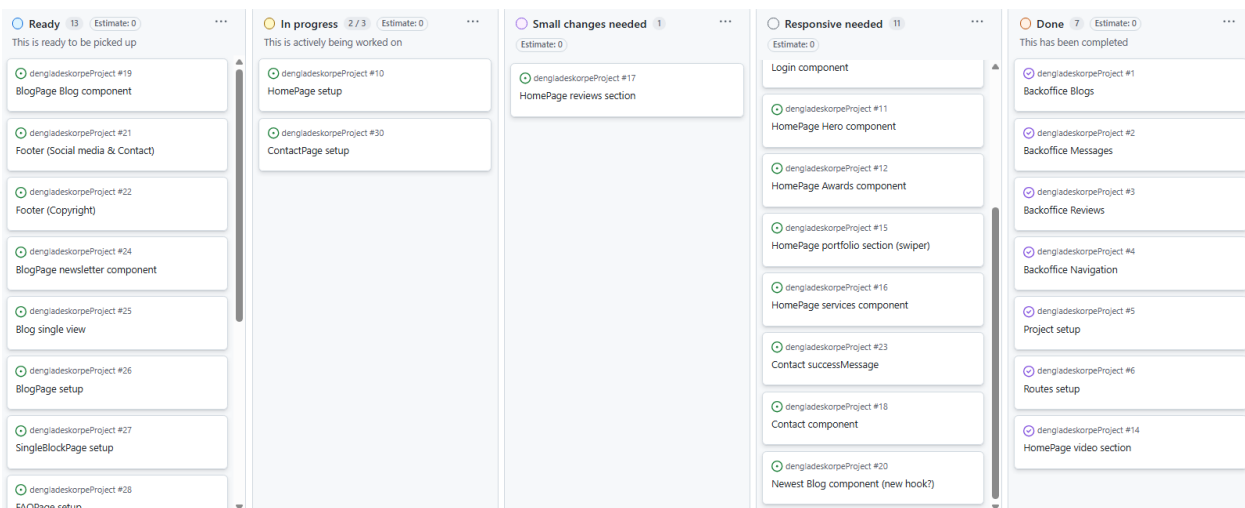 Ready 13 Estimate: 0 ...
This is ready to be picked up
dengladeskorpeProject #19
BlogPage Blog component
dengladeskorpeProject #21
Footer (Social media & Contact)
dengladeskorpeProject #22
Footer (Copyright)
dengladeskorpeProject #24
BlogPage newsletter component
dengladeskorpeProject #25
Blog single view
dengladeskorpeProject #26
BlogPage setup
dengladeskorpeProject #27
SingleBlockPage setup
dengladeskorpeProject #28
FAQPage setup
In progress 2 / 3 Estimate: 0 ...
This is actively being worked on
dengladeskorpeProject #10
HomePage setup
dengladeskorpeProject #30
ContactPage setup
Small changes needed 1 ...
Estimate: 0
dengladeskorpeProject #17
HomePage reviews section
Responsive needed 11 ...
Estimate: 0
Login component
dengladeskorpeProject #11
HomePage Hero component
dengladeskorpeProject #12
HomePage Awards component
dengladeskorpeProject #15
HomePage portfolio section (swiper)
dengladeskorpeProject #16
HomePage services component
dengladeskorpeProject #23
Contact successMessage
dengladeskorpeProject #18
Contact component
dengladeskorpeProject #20
Newest Blog component (new hook?)
Done 7 Estimate: 0 ...
This has been completed
dengladeskorpeProject #1
Backoffice Blogs
dengladeskorpeProject #2
Backoffice Messages
dengladeskorpeProject #3
Backoffice Reviews
dengladeskorpeProject #4
Backoffice Navigation
dengladeskorpeProject #5
Project setup
dengladeskorpeProject #6
Routes setup
dengladeskorpeProject #14
HomePage video section